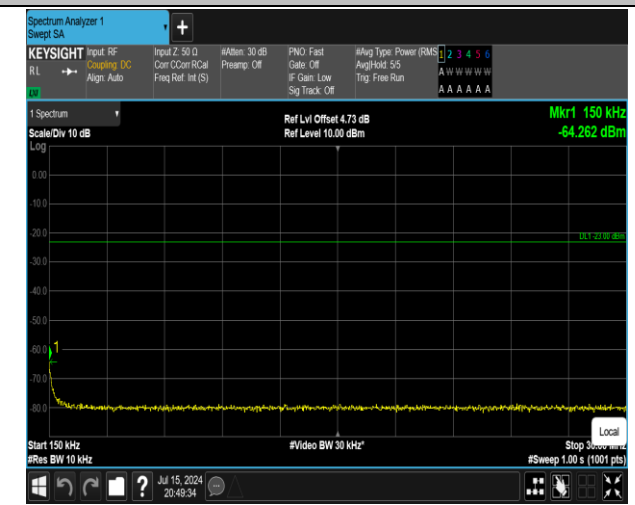 Spectrum Analyzer 1
Swept SA
+
KEYSIGHT Input: RF Input Z: 50 Ω #Atten: 30 dB PNO: Fast #Avg Type: Power (RMS 1 2 3 4 5 6
R L Coupling: DC Corr CCorr RCal Preamp: Off Gate: Off Avg|Hold: 5/5 A W W W W W
Align: Auto Freq Ref: Int (S) IF Gain: Low Trig: Free Run
Sig Track: Off A A A A A A
1 Spectrum Ref Lvl Offset 4.73 dB Mkr1 150 kHz
Scale/Div 10 dB Ref Level 10.00 dBm -64.262 dBm
Log
0.00
-10.0
-20.0
DL1 -23.00 dBm
-30.0
-40.0
-50.0
-60.0 1
-70.0
-80.0
Local
Start 150 kHz #Video BW 30 kHz* Stop
#Res BW 10 kHz #Sweep 1.00 s (1001 pts)
? Jul 15, 2024
20:49:34